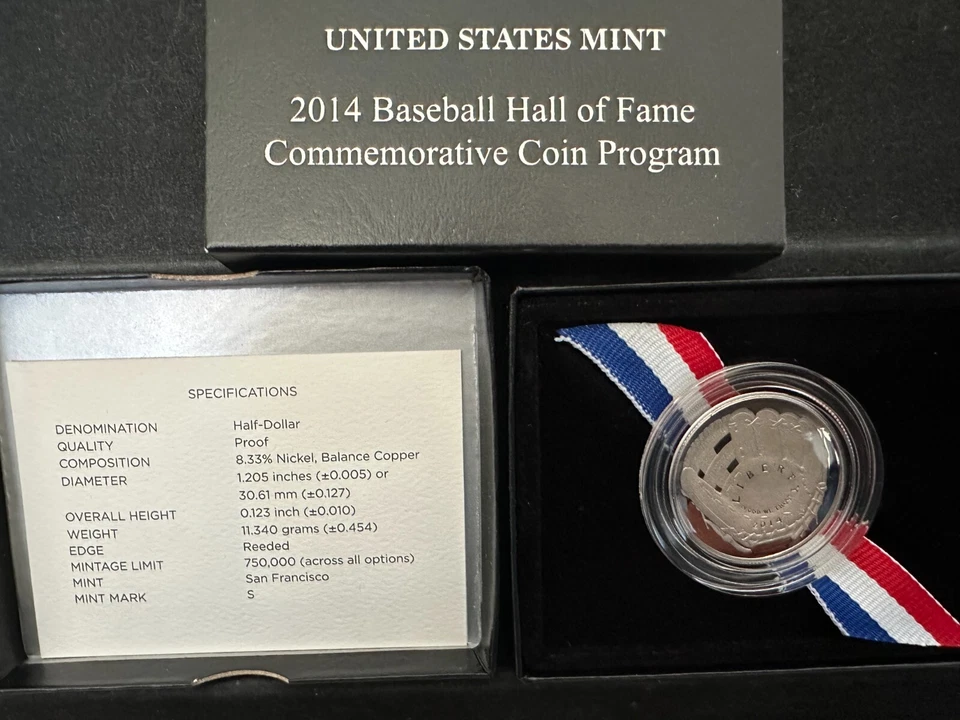 UNITED STATES MINT
2014 Baseball Hall of Fame
Commemorative Coin Program
SPECIFICATIONS
DENOMINATION Half-Dollar
QUALITY Proof
COMPOSITION 8.33% Nickel, Balance Copper
DIAMETER 1.205 inches (±0.005) or
30.61 mm (±0.127)
OVERALL HEIGHT 0.123 inch (±0.010)
WEIGHT 11.340 grams (±0.454)
EDGE Reeded
MINTAGE LIMIT 750,000 (across all options)
MINT San Francisco
MINT MARK S
LIBERTY
2014